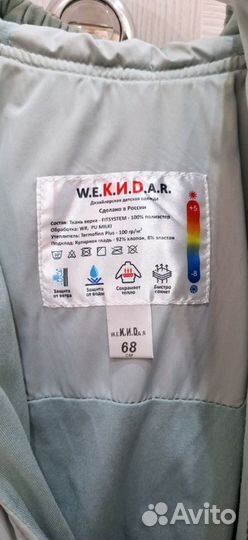 W.E.К.И.D.A.R.
Дизайнерская детская одежда
Сделано в России
Состав: Ткань верха - FITSYSTEM - 100% полиэстер
Обработка: WR, PU MILKI
Утеплитель: Termofinn Plus - 100 гр/м²
Подклад: Кулирная гладь - 92% хлопок, 8% эластан
+5
-8
Защита от ветра
Защита от воды
Сохраняет тепло
Быстро сохнет
W.E.К.И.D.A.R
68
СМ
Avito